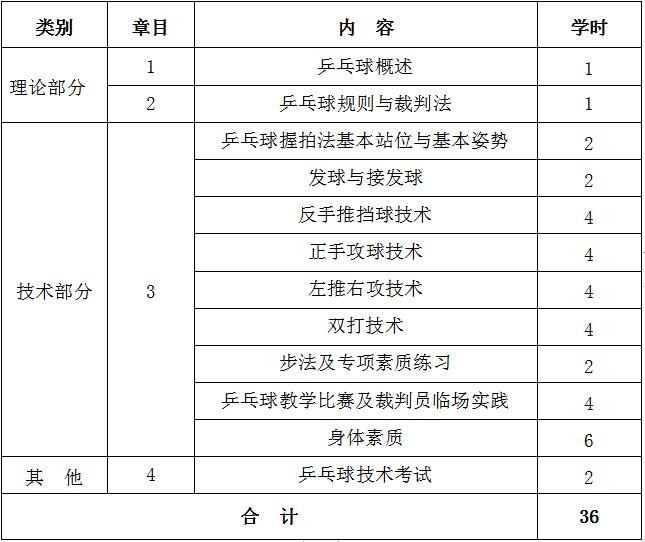 类别 章目 内 容 学时
理论部分 1 乒乓球概述 1
2 乒乓球规则与裁判法 1
技术部分 3 乒乓球握拍法基本站位与基本姿势 2
发球与接发球 2
反手推挡球技术 4
正手攻球技术 4
左推右攻技术 4
双打技术 4
步法及专项素质练习 2
乒乓球教学比赛及裁判员临场实践 4
身体素质 6
其 他 4 乒乓球技术考试 2
合 计 36